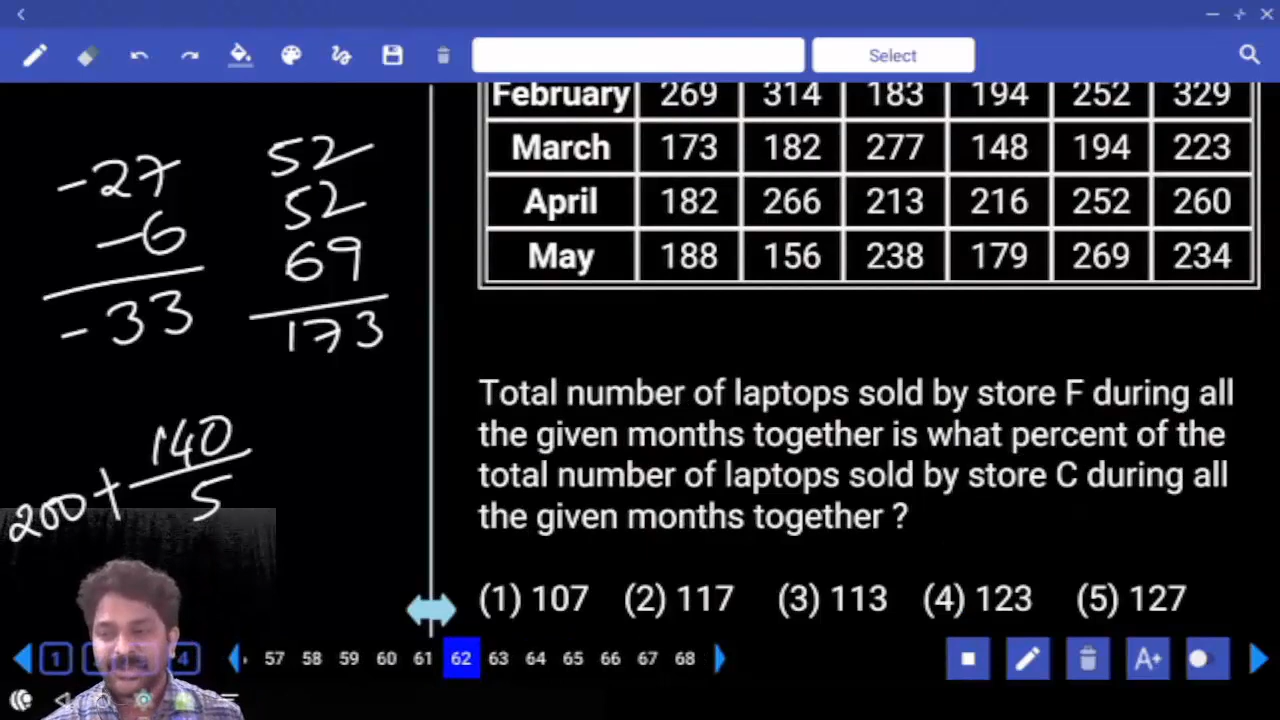 Select
February 269 314 183 194 252 329
March 173 182 277 148 194 223
April 182 266 213 216 252 260
May 188 156 238 179 269 234
-27
-6
-33
52
52
69
173
200 + 140/5
Total number of laptops sold by store F during all
the given months together is what percent of the
total number of laptops sold by store C during all
the given months together ?
(1) 107 (2) 117 (3) 113 (4) 123 (5) 127
1 4 57 58 59 60 61 62 63 64 65 66 67 68
A+